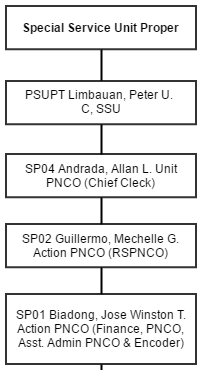 Special Service Unit Proper
PSUPT Limbauan, Peter U.
C, SSU
SP04 Andrada, Allan L. Unit
PNCO (Chief Cleck)
SP02 Guillermo, Mechelle G.
Action PNCO (RSPNCO)
SP01 Biadong, Jose Winston T.
Action PNCO (Finance, PNCO,
Asst. Admin PNCO & Encoder)